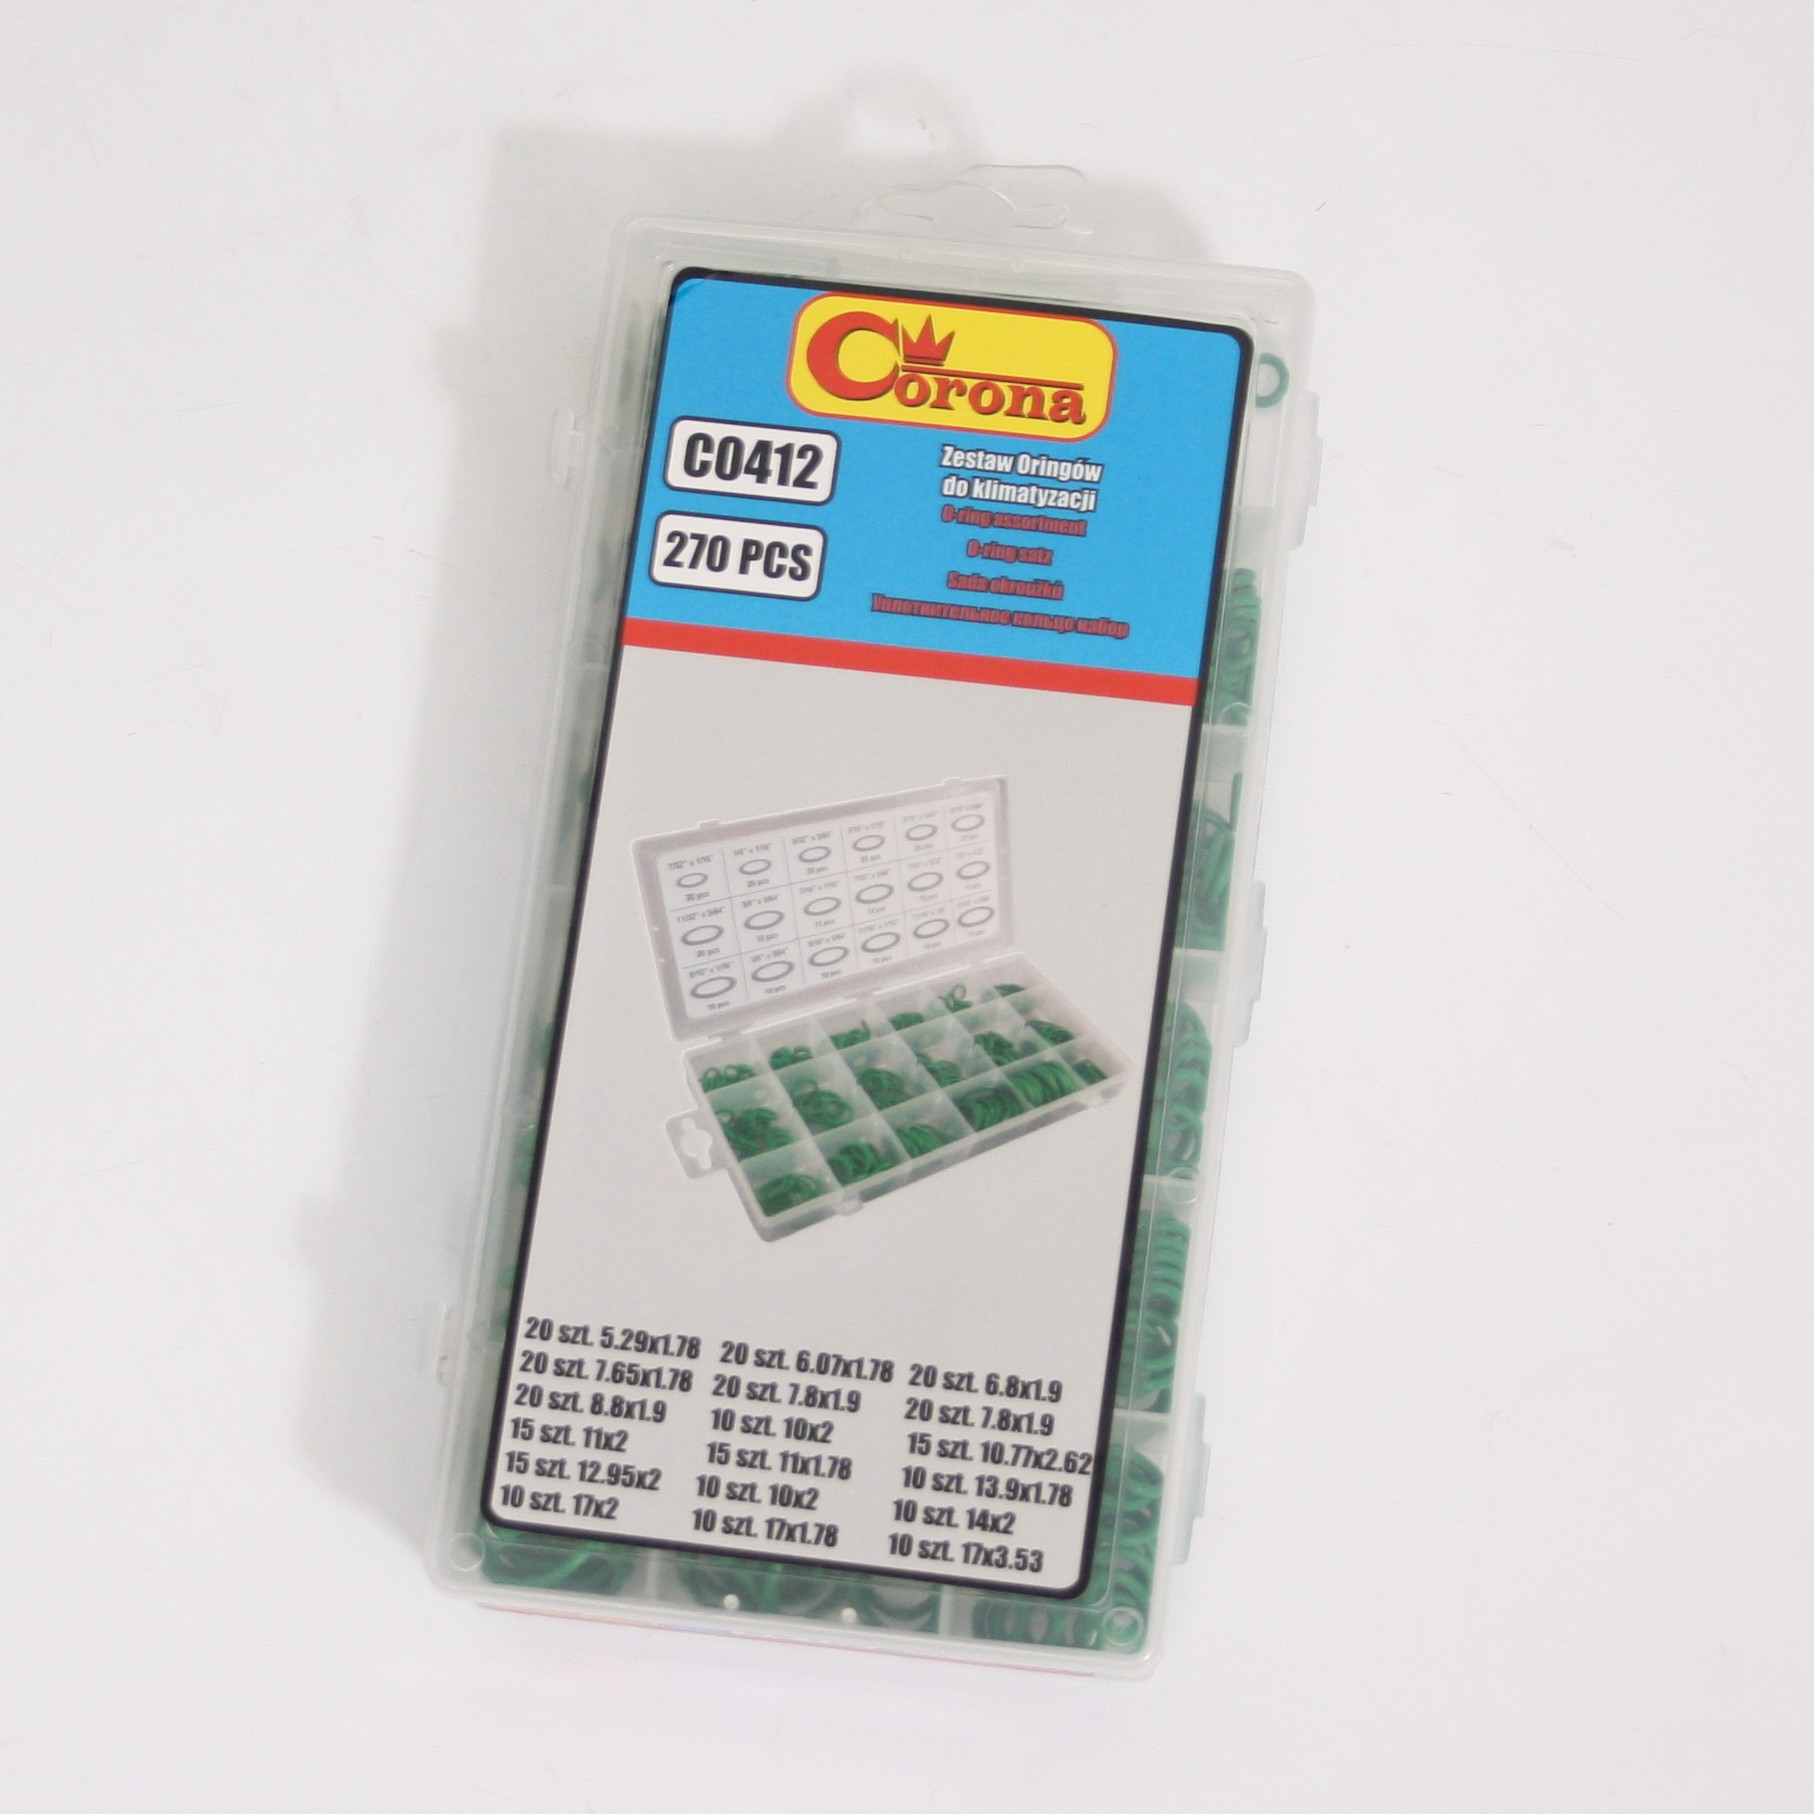 Corona
C0412
270 PCS
Zestaw Oringów
do klimatyzacji
O-ring assortment
O-ring satz
Sada okroužků
Уплотнительное кольцо набор
20 szt. 5.29x1.78 20 szt. 6.07x1.78 20 szt. 6.8x1.9
20 szt. 7.65x1.78 20 szt. 7.8x1.9 20 szt. 7.8x1.9
20 szt. 8.8x1.9 10 szt. 10x2 15 szt. 10.77x2.62
15 szt. 11x2 15 szt. 11x1.78 10 szt. 13.9x1.78
15 szt. 12.95x2 10 szt. 10x2 10 szt. 14x2
10 szt. 17x2 10 szt. 17x1.78 10 szt. 17x3.53